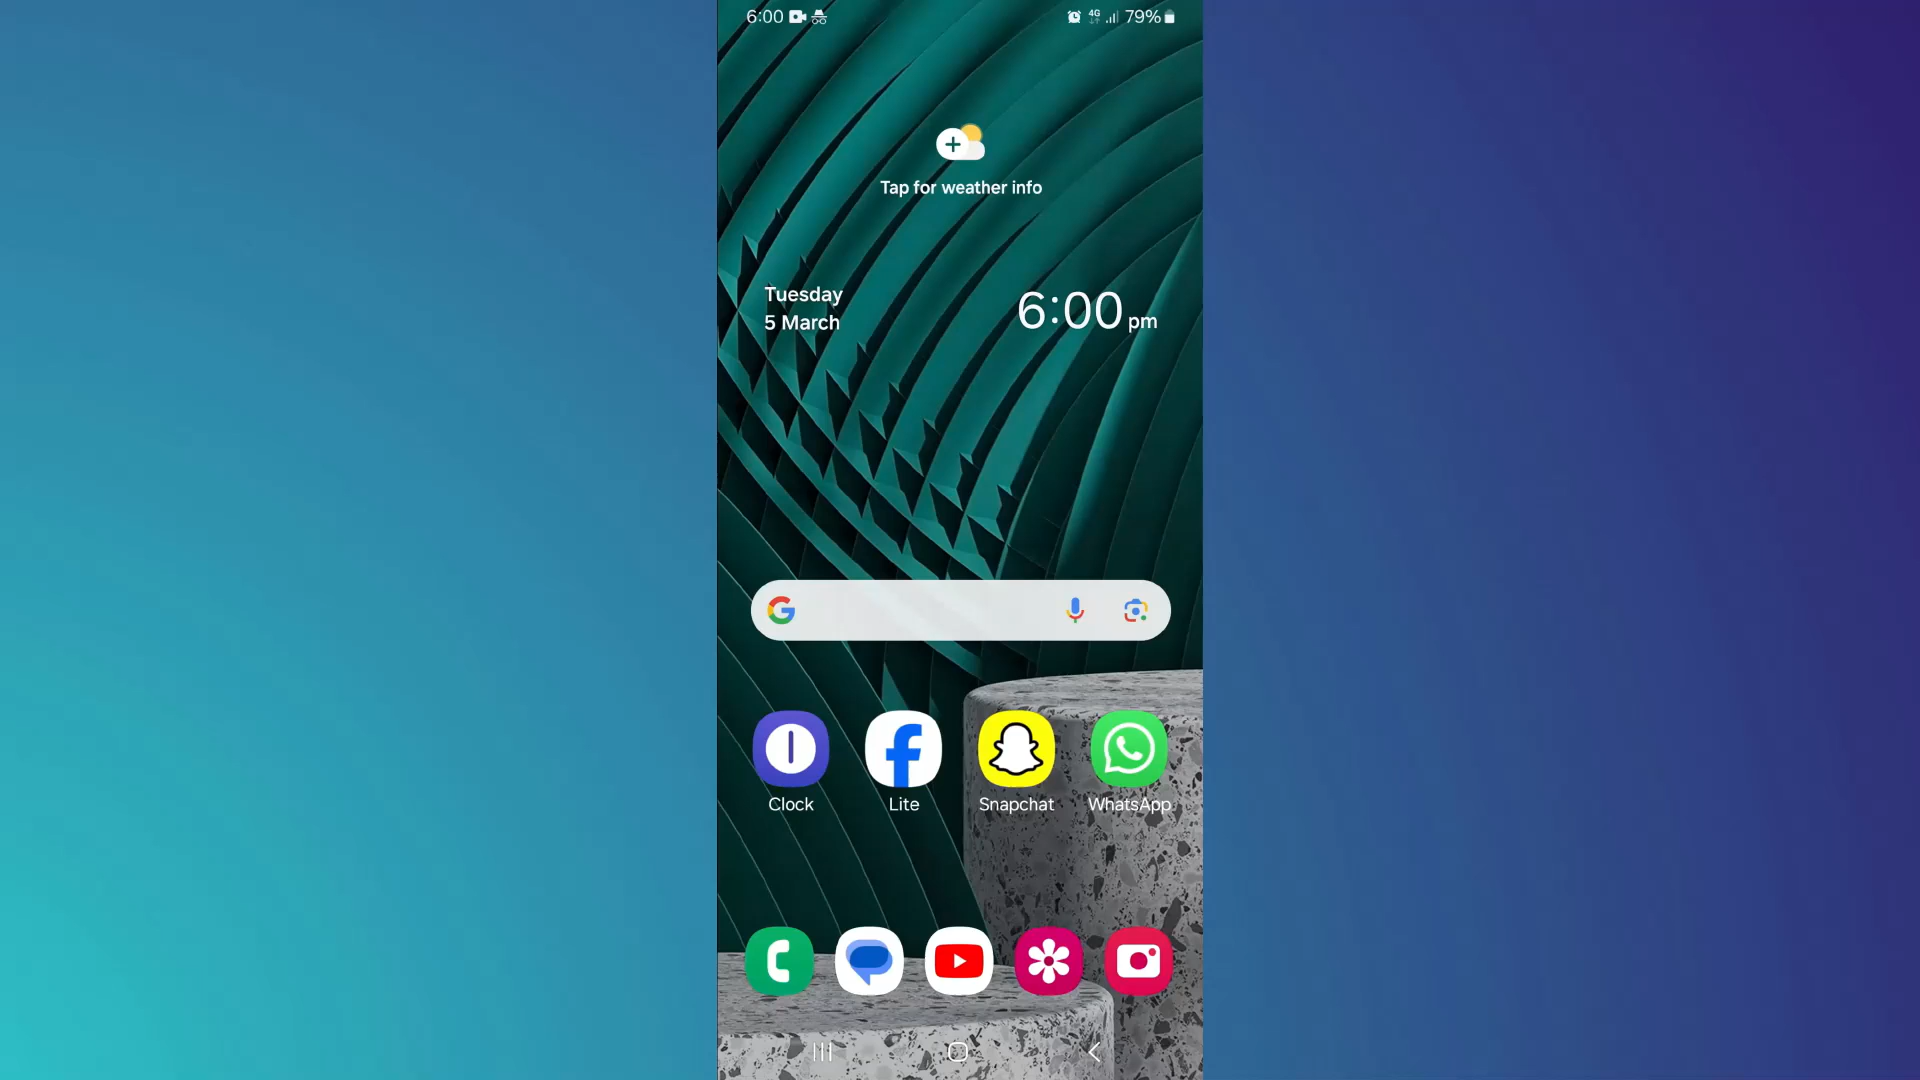 6:00
4G
79%
Tap for weather info
Tuesday
5 March
6:00 pm
Clock
Lite
Snapchat
WhatsApp